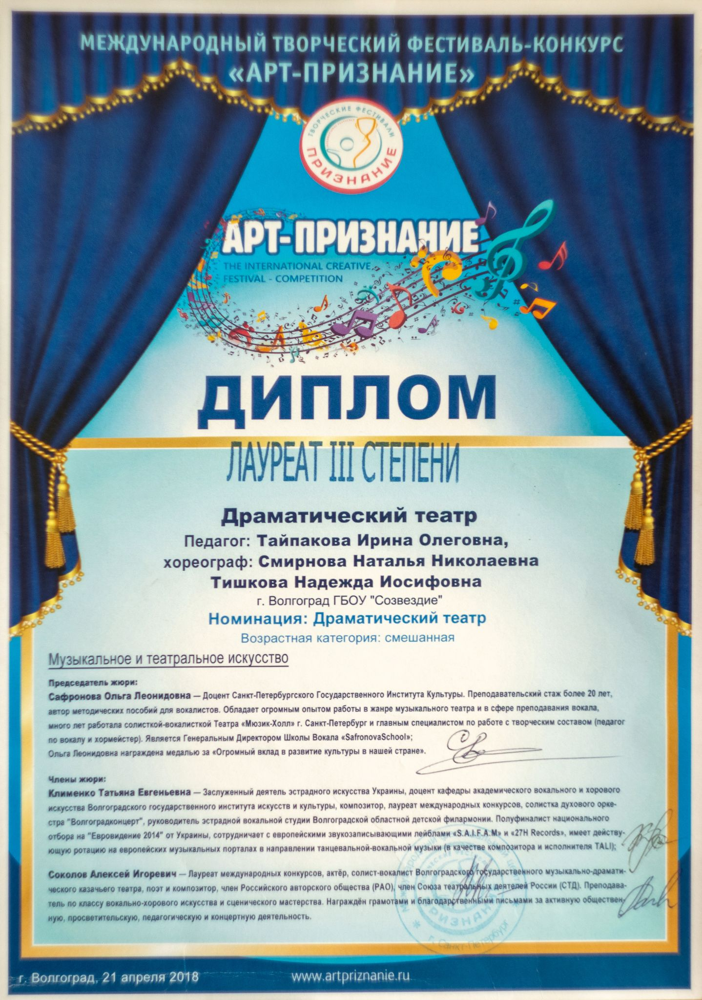 МЕЖДУНАРОДНЫЙ ТВОРЧЕСКИЙ ФЕСТИВАЛЬ-КОНКУРС
«АРТ-ПРИЗНАНИЕ»
ТВОРЧЕСКИЕ ФЕСТИВАЛИ
ПРИЗНАНИЕ
АРТ-ПРИЗНАНИЕ
THE INTERNATIONAL CREATIVE
FESTIVAL - COMPETITION
ДИПЛОМ
ЛАУРЕАТ III СТЕПЕНИ
Драматический театр
Педагог: Тайпакова Ирина Олеговна,
хореограф: Смирнова Наталья Николаевна
Тишкова Надежда Иосифовна
г. Волгоград ГБОУ "Созвездие"
Номинация: Драматический театр
Возрастная категория: смешанная
Музыкальное и театральное искусство
Председатель жюри:
Сафронова Ольга Леонидовна — Доцент Санкт-Петербургского Государственного Института Культуры. Преподавательский стаж более 20 лет,
автор методических пособий для вокалистов. Обладает огромным опытом работы в жанре музыкального театра и в сфере преподавания вокала,
много лет работала солисткой-вокалисткой Театра «Мюзик-Холл» г. Санкт-Петербург и главным специалистом по работе с творческим составом (педагог
по вокалу и хормейстер). Является Генеральным Директором Школы Вокала «SafronovaSchool»;
Ольга Леонидовна награждена медалью за «Огромный вклад в развитие культуры в нашей стране».
Члены жюри:
Клименко Татьяна Евгеньевна — Заслуженный деятель эстрадного искусства Украины, доцент кафедры академического вокального и хорового
искусства Волгоградского государственного института искусств и культуры, композитор, лауреат международных конкурсов, солистка духового орке-
стра "Волгоградконцерт", руководитель эстрадной вокальной студии Волгоградской областной детской филармонии. Полуфиналист национального
отбора на "Евровидение 2014" от Украины, сотрудничает с европейскими звукозаписывающими лейблами «S.A.I.F.A.M» и «27H Records», имеет действу-
ющую ротацию на европейских музыкальных порталах в направлении танцевальной-вокальной музыки (в качестве композитора и исполнителя TALI);
Соколов Алексей Игоревич — Лауреат международных конкурсов, актёр, солист-вокалист Волгоградского государственного музыкально-драмати-
ческого казачьего театра, поэт и композитор, член Российского авторского общества (РАО), член Союза театральных деятелей России (СТД). Преподава-
тель по классу вокально-хорового искусства и сценического мастерства. Награждён грамотами и благодарственными письмами за активную обществен-
ную, просветительскую, педагогическую и концертную деятельность.
г. Санкт-Петербург
г. Волгоград, 21 апреля 2018
www.artpriznanie.ru